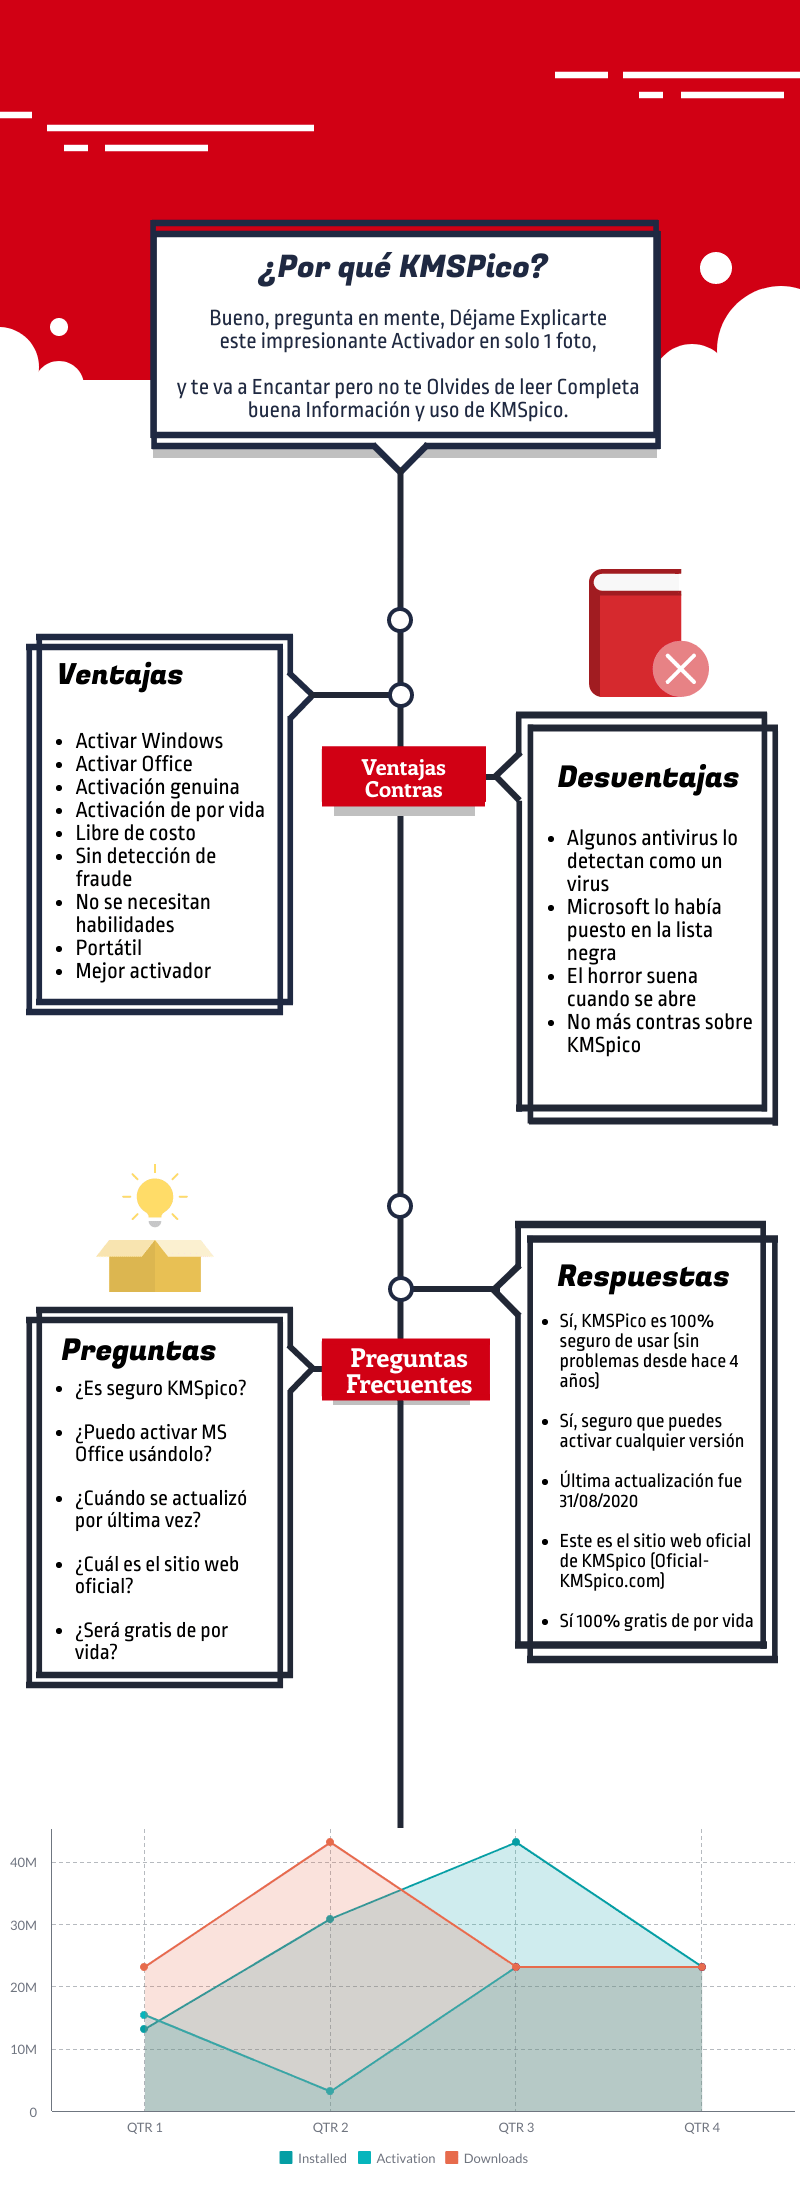 ¿Por qué KMSPico?
Bueno, pregunta en mente, Déjame Explicarte
este impresionante Activador en solo 1 foto,
y te va a Encantar pero no te Olvides de leer Completa
buena Información y uso de KMSpico.
Ventajas
• Activar Windows
• Activar Office
• Activación genuina
• Activación de por vida
• Libre de costo
• Sin detección de
fraude
• No se necesitan
habilidades
• Portátil
• Mejor activador
Ventajas
Contras
Desventajas
• Algunos antivirus lo
detectan como un
virus
• Microsoft lo había
puesto en la lista
negra
• El horror suena
cuando se abre
• No más contras sobre
KMSpico
Preguntas
• ¿Es seguro KMSpico?
• ¿Puedo activar MS
Office usándolo?
• ¿Cuándo se actualizó
por última vez?
• ¿Cuál es el sitio web
oficial?
• ¿Será gratis de por
vida?
Preguntas
Frecuentes
Respuestas
• Sí, KMSPico es 100%
seguro de usar (sin
problemas desde hace 4
años)
• Sí, seguro que puedes
activar cualquier versión
• Última actualización fue
31/08/2020
• Este es el sitio web oficial
de KMSpico (Oficial-
KMSpico.com)
• Sí 100% gratis de por vida
40M
30M
20M
10M
0
QTR 1 QTR 2 QTR 3 QTR 4
Installed Activation Downloads